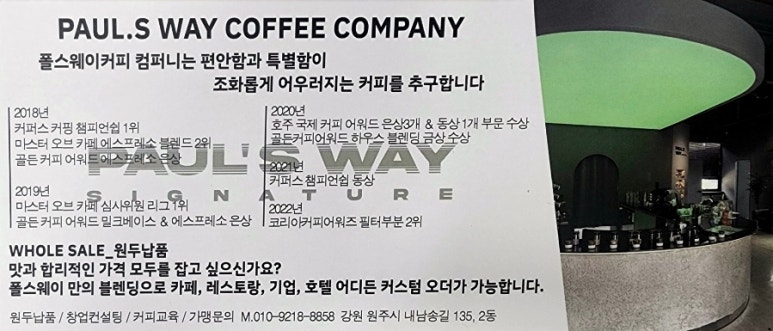 PAUL.S WAY COFFEE COMPANY
폴스웨이커피 컴퍼니는 편안함과 특별함이
조화롭게 어우러지는 커피를 추구합니다
2018년
커퍼스 커핑 챔피언쉽 1위
마스터 오브 카페 에스프레소 블렌드 2위
골든 커피 어워드 에스프레소 은상
2019년
마스터 오브 카페 심사위원 리그 1위
골든 커피 어워드 밀크베이스 & 에스프레소 은상
2020년
호주 국제 커피 어워드 은상3개 & 동상 1개 부문 수상
골든커피어워드 하우스 블렌딩 금상 수상
2021년
커퍼스 챔피언쉽 동상
2022년
코리아커피어워즈 필터부분 2위
PAUL'S WAY
SIGNATURE
WHOLE SALE_원두납품
맛과 합리적인 가격 모두를 잡고 싶으신가요?
폴스웨이 만의 블렌딩으로 카페, 레스토랑, 기업, 호텔 어디든 커스텀 오더가 가능합니다.
원두납품 / 창업컨설팅 / 커피교육 / 가맹문의 M.010-9218-8858 강원 원주시 내남송길 135, 2동